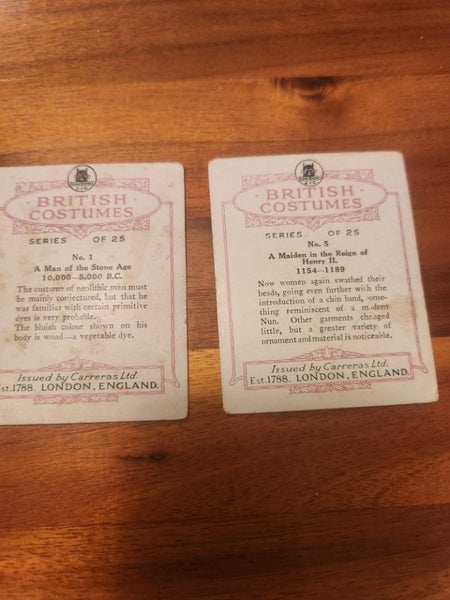 BRITISH
COSTUMES
SERIES OF 25
No. 1
A Man of the Stone Age
10,000—5,000 B.C.
The costume of neolithic man must
be mainly conjectured, but that he
was familiar with certain primitive
dyes is very probable.
The bluish colour shown on his
body is woad—a vegetable dye.
Issued by Carreras Ltd.
Est. 1788. LONDON, ENGLAND.
BRITISH
COSTUMES
SERIES OF 25
No. 5
A Maiden in the Reign of
Henry II.
1154—1189
Now women again swathed their
heads, going even further with the
introduction of a chin band, some-
thing reminiscent of a modern
Nun. Other garments changed
little, but a greater variety of
ornament and material is noticeable.
Issued by Carreras Ltd.
Est. 1788. LONDON, ENGLAND.